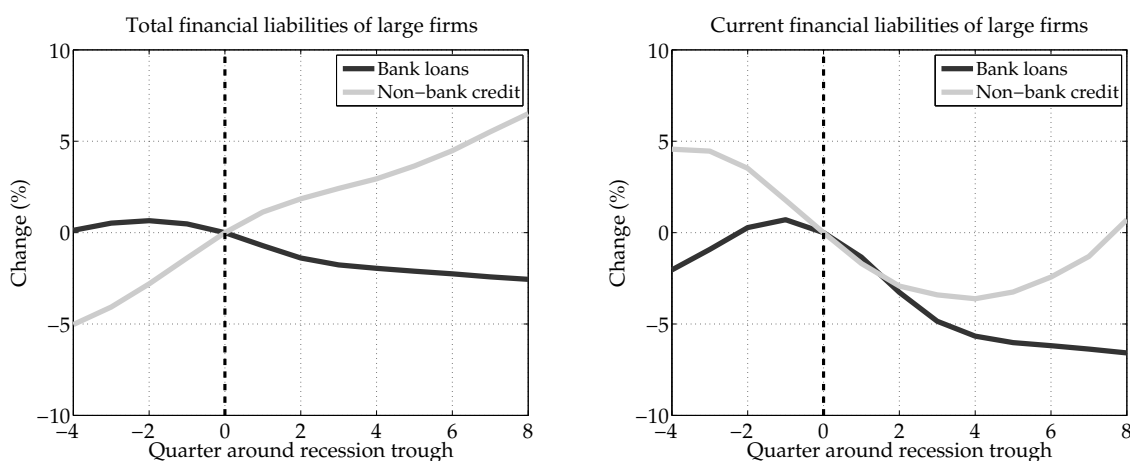 Total financial liabilities of large firms
10
5
0
−5
−10
Change (%)
−4
−2
0
2
4
6
8
Quarter around recession trough
Bank loans
Non−bank credit
Current financial liabilities of large firms
10
5
0
−5
−10
Change (%)
−4
−2
0
2
4
6
8
Quarter around recession trough
Bank loans
Non−bank credit